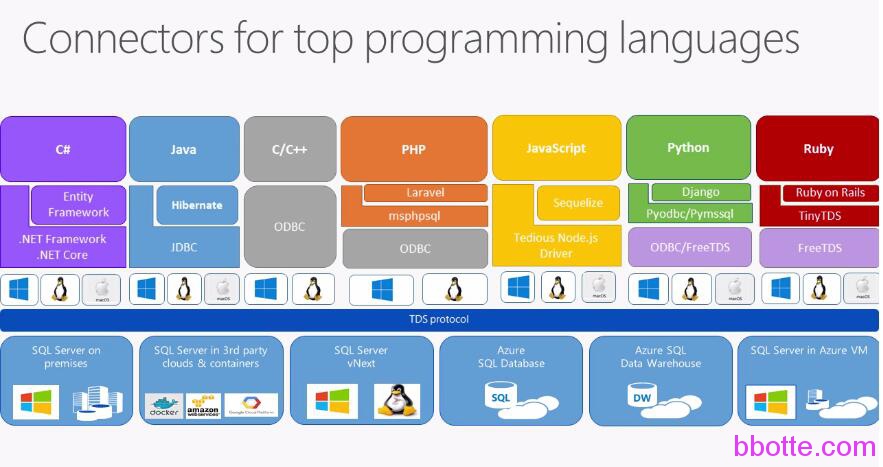 Connectors for top programming languages
C#
Java
C/C++
PHP
JavaScript
Python
Ruby
Entity
Framework
.NET Framework
.NET Core
Hibernate
JDBC
ODBC
Laravel
msphpsql
ODBC
Sequelize
Tedious Node.js
Driver
Django
Pyodbc/Pymssql
ODBC/FreeTDS
Ruby on Rails
TinyTDS
FreeTDS
macOS
macOS
macOS
macOS
macOS
TDS protocol
SQL Server on
premises
SQL Server in 3rd party
clouds & containers
docker
amazon
webservices
Google Cloud Platform
SQL Server
vNext
Azure
SQL Database
SQL
Azure SQL
Data Warehouse
DW
SQL Server in Azure VM
bbotte.com